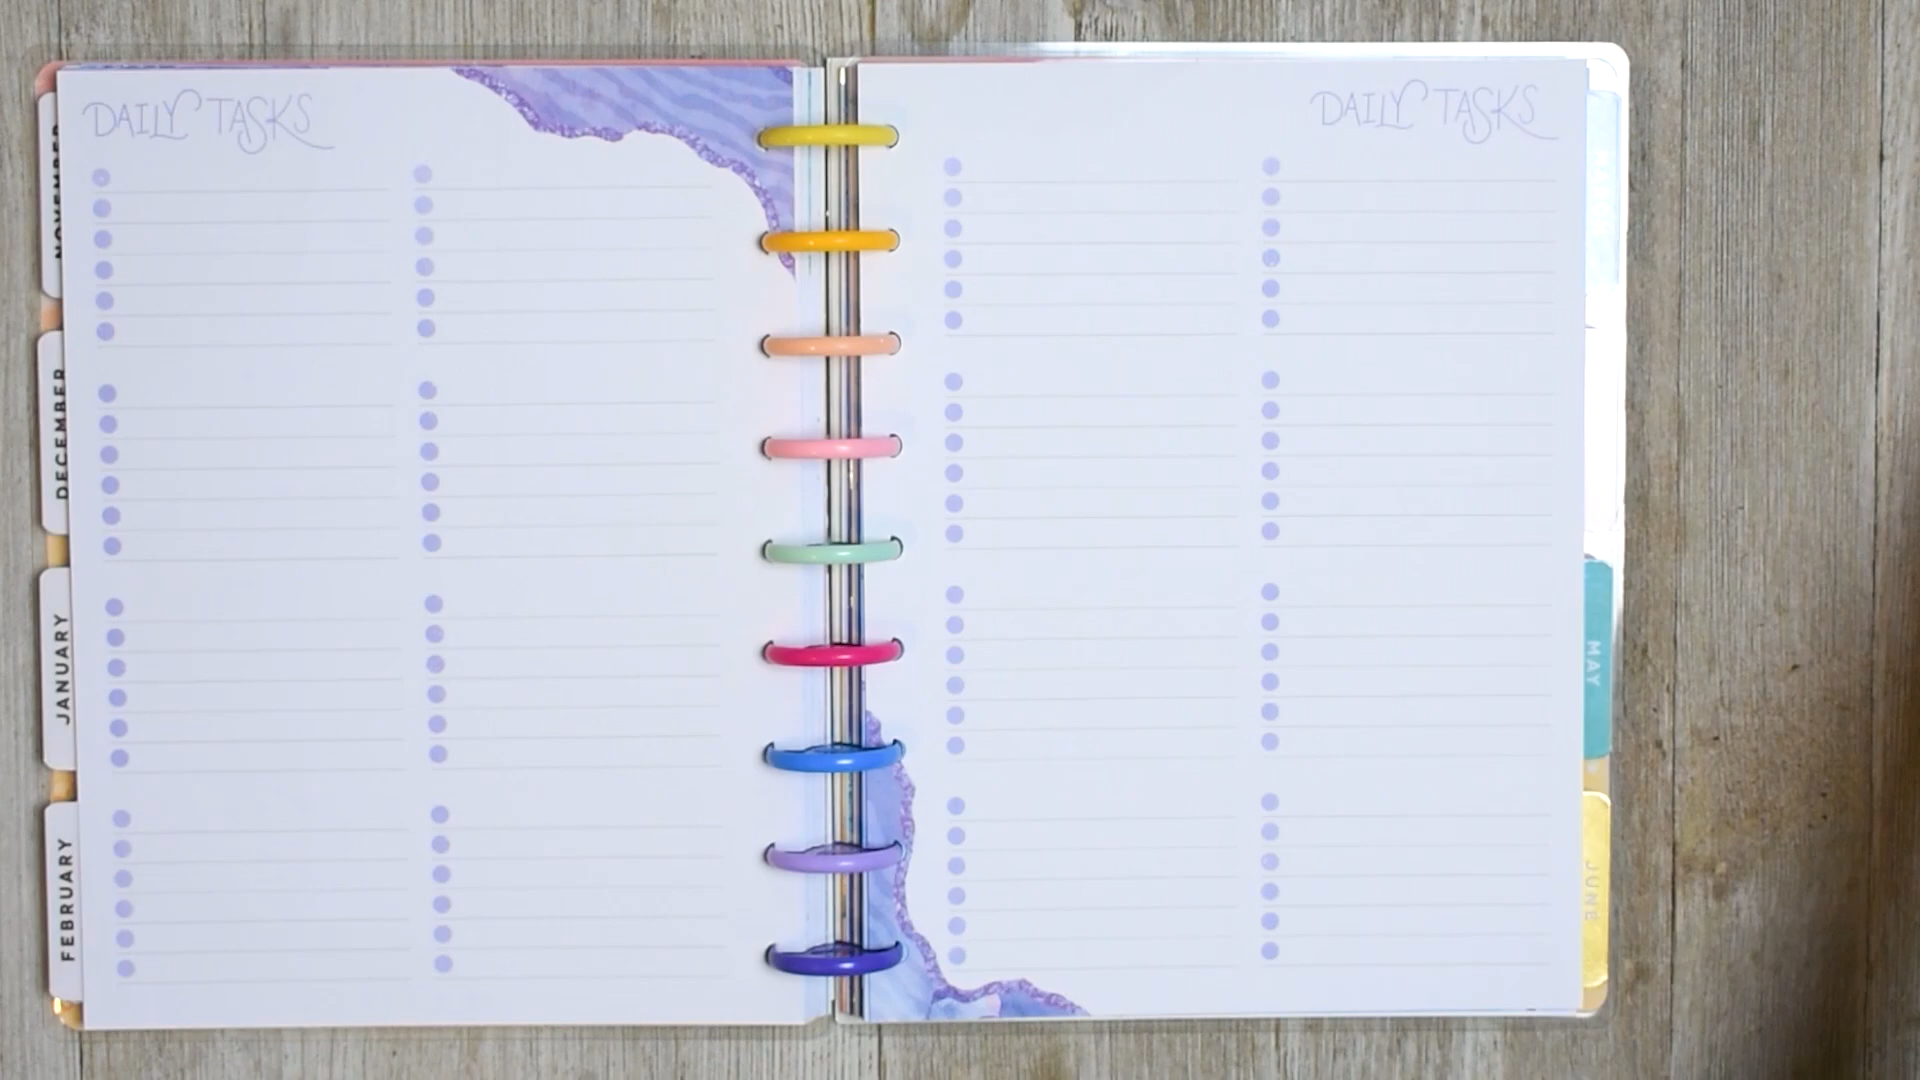 DAILY TASKS
DAILY TASKS
NOVEMBER
DECEMBER
JANUARY
FEBRUARY
MAY
JUNE